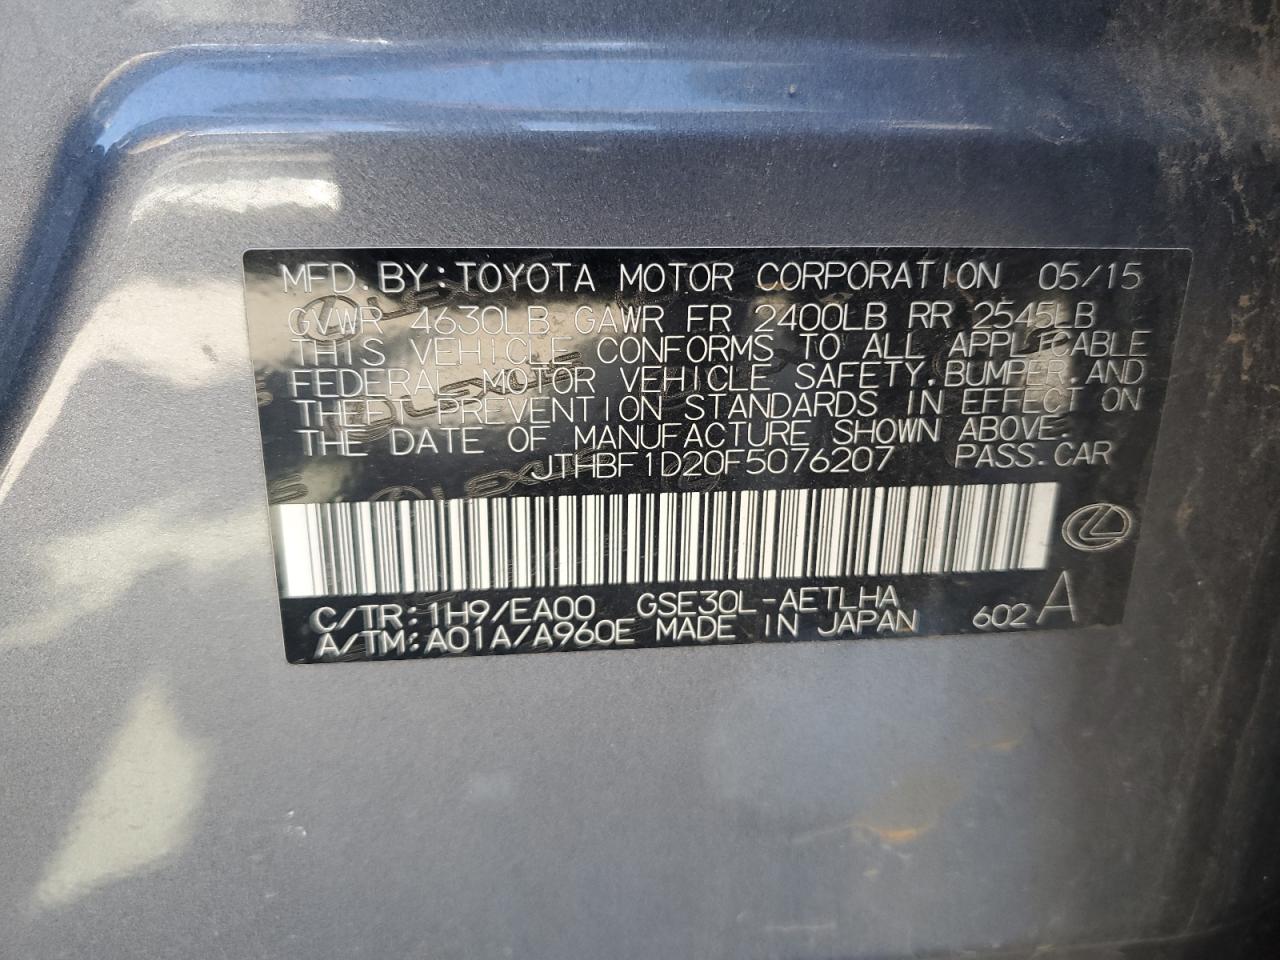 MFD. BY: TOYOTA MOTOR CORPORATION 05/15
GVWR 4630LB GAWR FR 2400LB RR 2545LB
THIS VEHICLE CONFORMS TO ALL APPLICABLE
FEDERAL MOTOR VEHICLE SAFETY, BUMPER, AND
THEFT PREVENTION STANDARDS IN EFFECT ON
THE DATE OF MANUFACTURE SHOWN ABOVE.
JTHBF1D20F5076207 PASS. CAR
C/TR: 1H9/EA00 GSE30L-AETLHA
A/TM: A01A/A960E MADE IN JAPAN 602 A